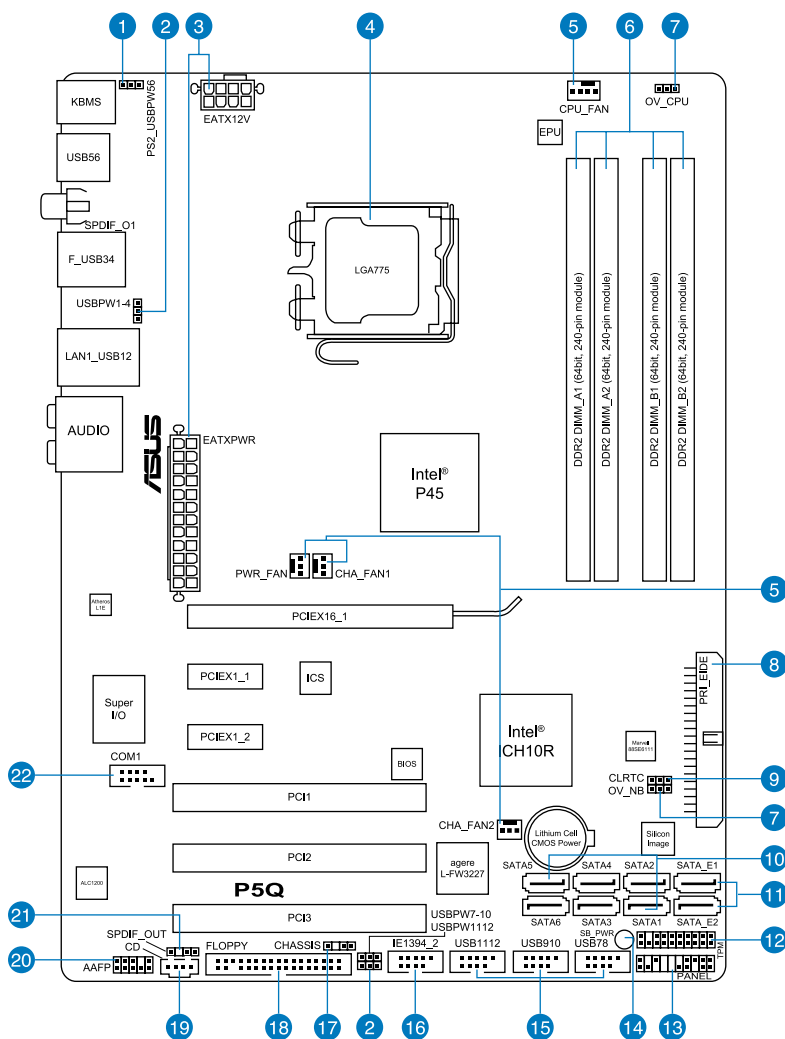 1
2
3
4
5
6
7
KBMS
PS2_USBPW56
EATX12V
CPU_FAN
OV_CPU
EPU
USB56
SPDIF_O1
F_USB34
USBPW1-4
LAN1_USB12
AUDIO
LGA775
DDR2 DIMM_A1 (64bit, 240-pin module)
DDR2 DIMM_A2 (64bit, 240-pin module)
DDR2 DIMM_B1 (64bit, 240-pin module)
DDR2 DIMM_B2 (64bit, 240-pin module)
ASUS
EATXPWR
Intel®
P45
PWR_FAN
CHA_FAN1
5
Atheros
L1E
PCIEX16_1
PRI_EIDE
8
PCIEX1_1
ICS
Super
I/O
Intel®
ICH10R
PCIEX1_2
Marvell
88SE6111
COM1
BIOS
22
CLRTC
9
OV_NB
7
PCI1
CHA_FAN2
Lithium Cell
CMOS Power
Silicon
Image
10
PCI2
agere
L-FW3227
SATA5
SATA4
SATA2
SATA_E1
ALC1200
P5Q
11
PCI3
USBPW7-10
USBPW1112
SATA6
SATA3
SATA1
SATA_E2
21
SPDIF_OUT
CD
FLOPPY
CHASSIS
IE1394_2
USB1112
USB910
USB78
SB_PWR
TPM
12
20
AAFP
PANEL
19
18
17
2
16
15
14
13